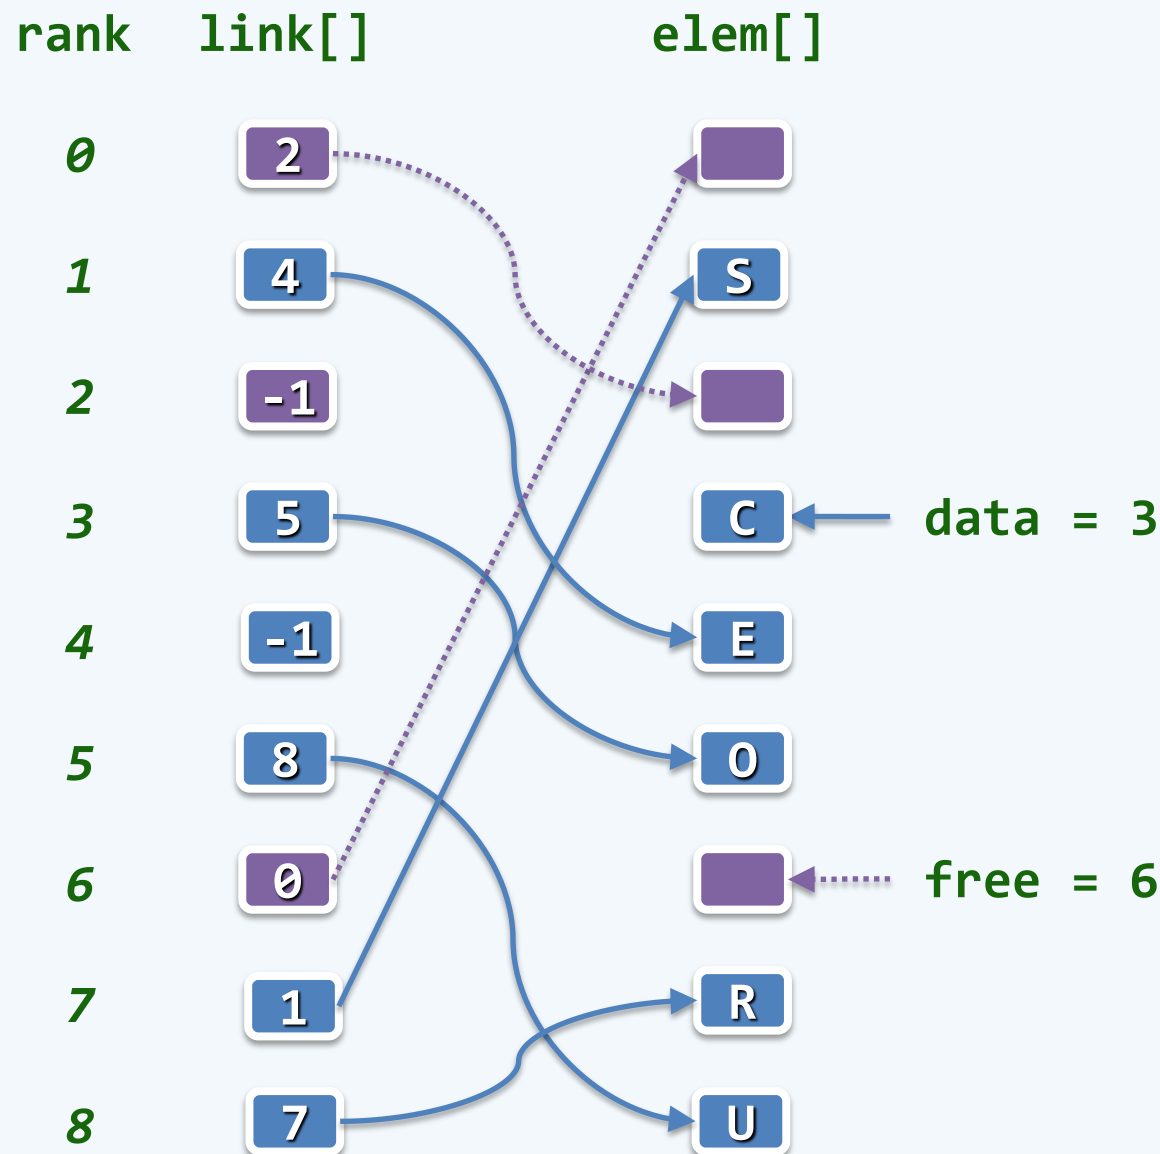 rank link[] elem[]
0 2
1 4 S
2 -1
3 5 C data = 3
4 -1 E
5 8 O
6 0 free = 6
7 1 R
8 7 U